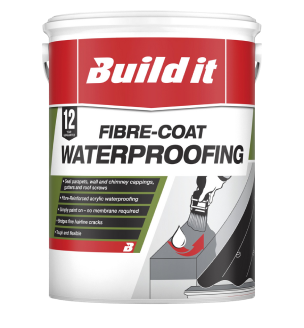 Build it
12
FIBRE-COAT
WATERPROOFING
• Seal parapets, wall and chimney cappings,
gutters and roof screws
• Fibre-Reinforced acrylic waterproofing
• Simply paint on – no membrane required
• Bridges fine hairline cracks
• Tough and flexible
B